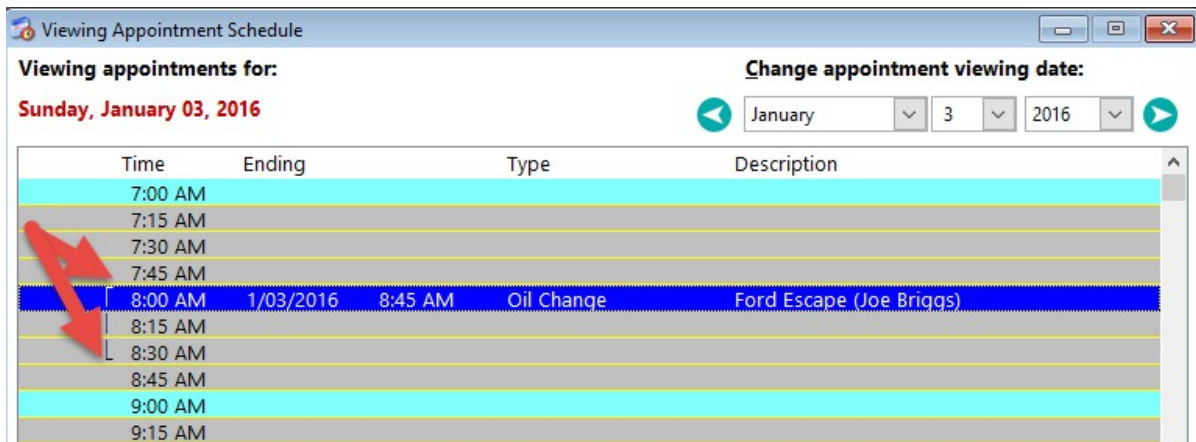 Viewing Appointment Schedule
Viewing appointments for:
Change appointment viewing date:
Sunday, January 03, 2016
January 3 2016
Time Ending Type Description
7:00 AM
7:15 AM
7:30 AM
7:45 AM
8:00 AM 1/03/2016 8:45 AM Oil Change Ford Escape (Joe Briggs)
8:15 AM
8:30 AM
8:45 AM
9:00 AM
9:15 AM